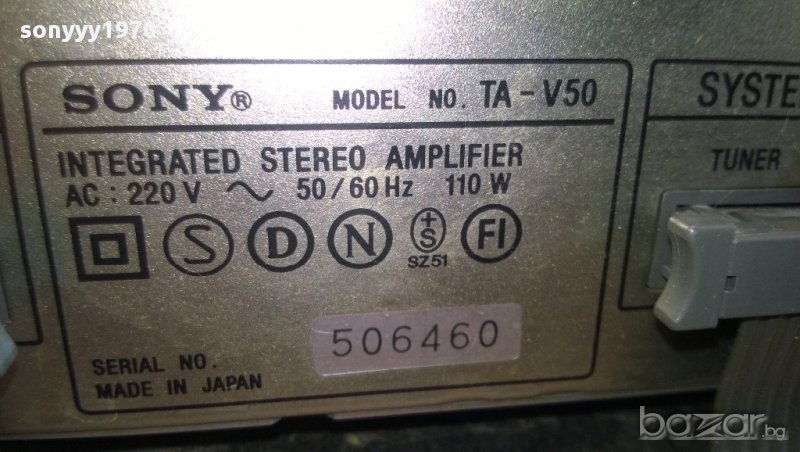 sonyyy1970
SONY® MODEL NO. TA-V50
INTEGRATED STEREO AMPLIFIER
AC : 220 V ~ 50/60 Hz 110 W
S D N + S FI
SZ51
506460
SERIAL NO.
MADE IN JAPAN
SYSTE
TUNER
bazar.bg